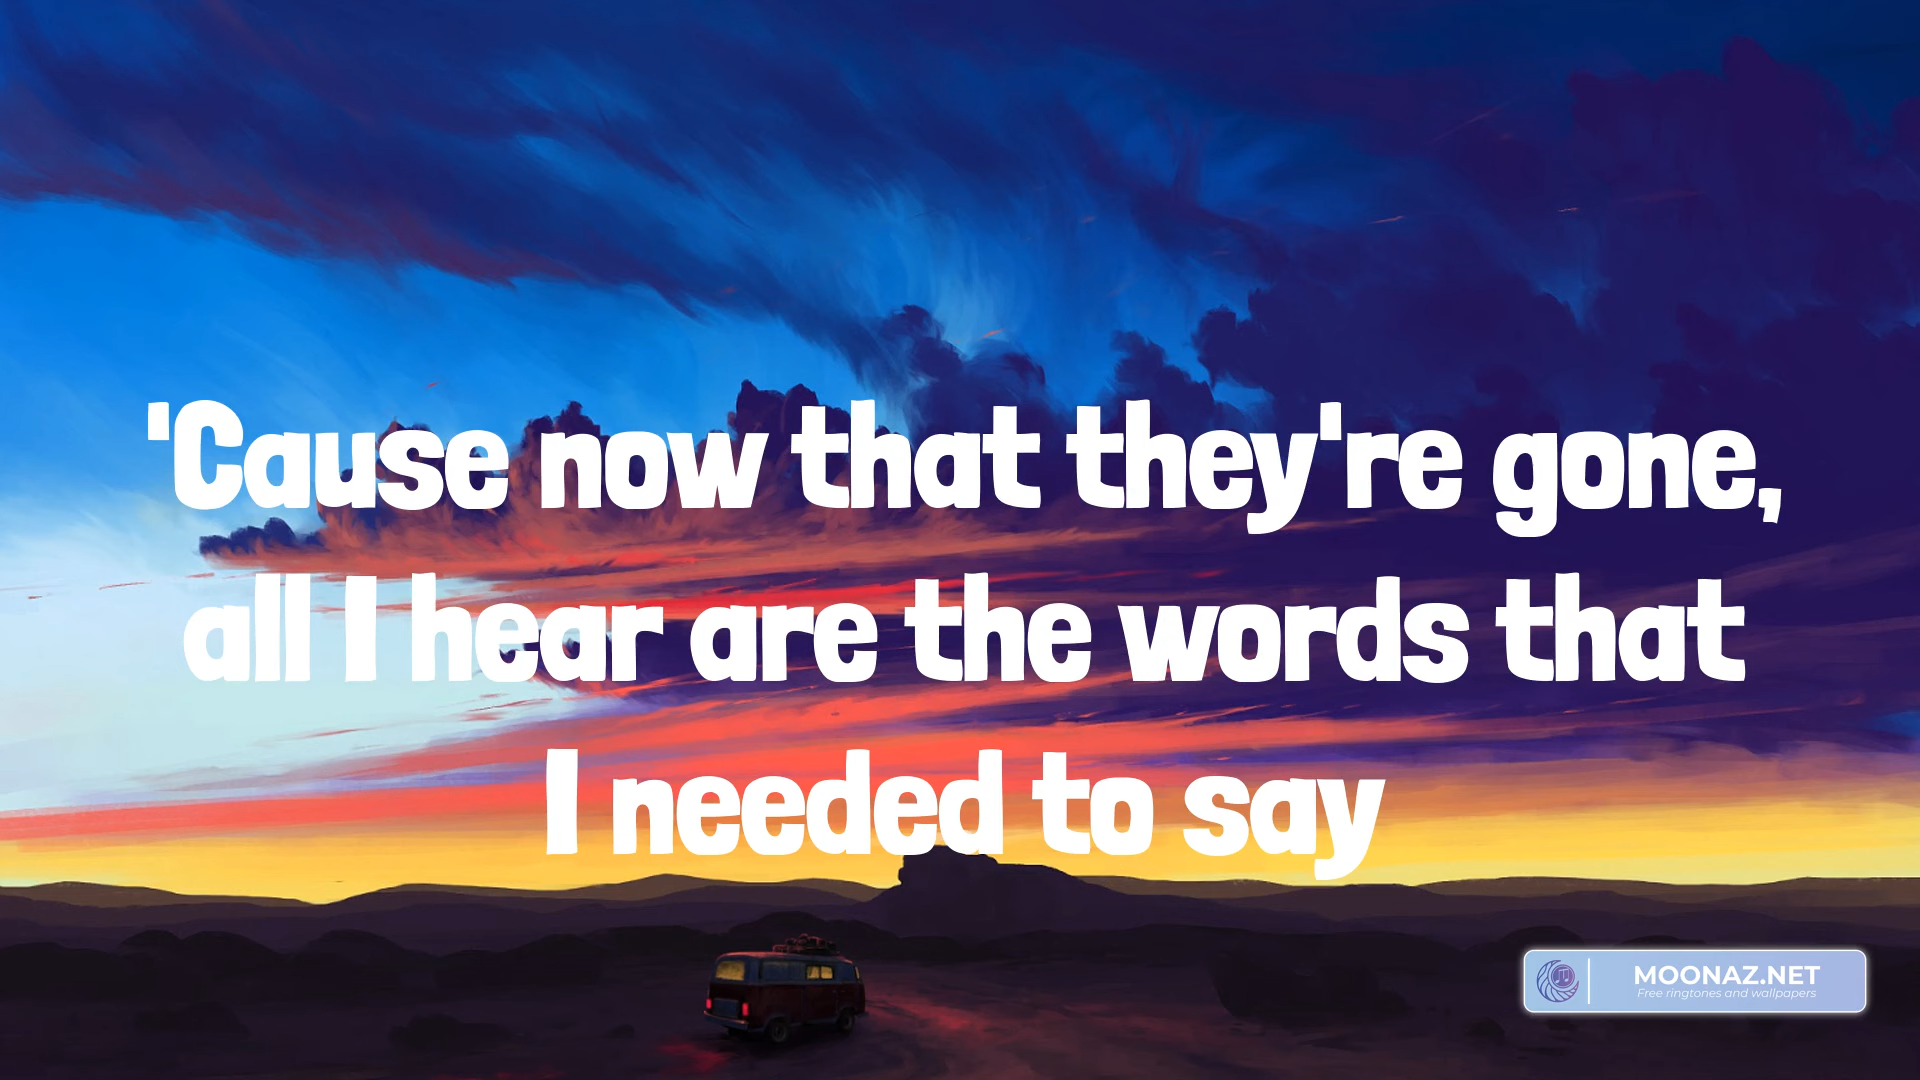 'Cause now that they're gone,
all I hear are the words that
I needed to say
MOONAZ.NET
Free ringtones and wallpapers